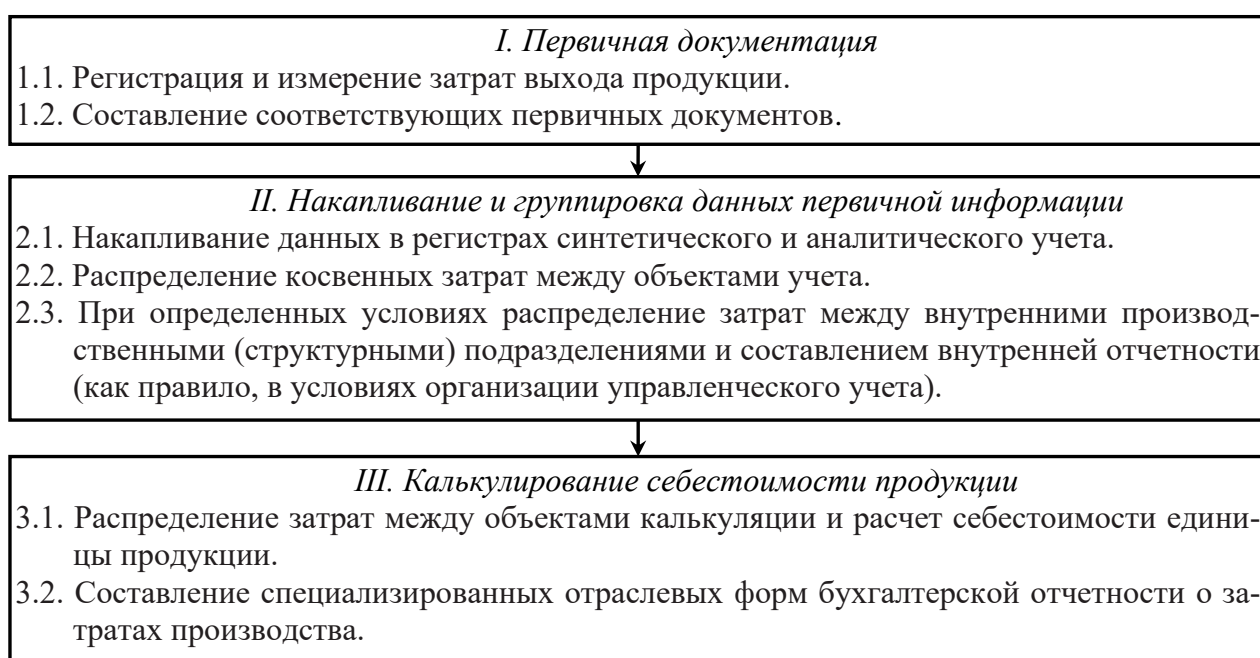 I. Первичная документация
1.1. Регистрация и измерение затрат выхода продукции.
1.2. Составление соответствующих первичных документов.
II. Накапливание и группировка данных первичной информации
2.1. Накапливание данных в регистрах синтетического и аналитического учета.
2.2. Распределение косвенных затрат между объектами учета.
2.3. При определенных условиях распределение затрат между внутренними производ-
ственными (структурными) подразделениями и составлением внутренней отчетности
(как правило, в условиях организации управленческого учета).
III. Калькулирование себестоимости продукции
3.1. Распределение затрат между объектами калькуляции и расчет себестоимости едини-
цы продукции.
3.2. Составление специализированных отраслевых форм бухгалтерской отчетности о за-
тратах производства.